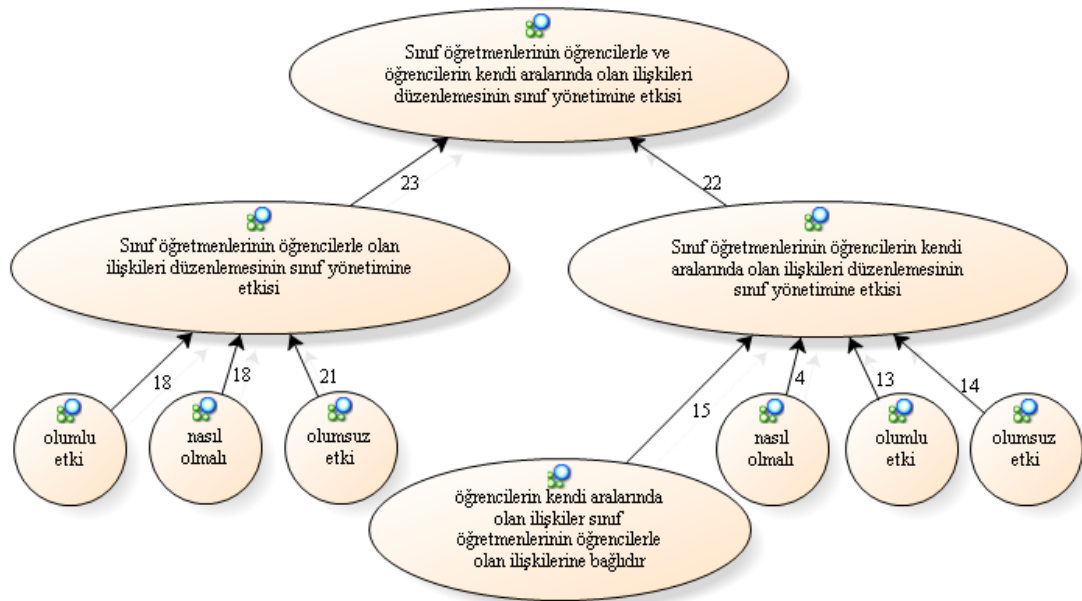 Sınıf öğretmenlerinin öğrencilerle ve
öğrencilerin kendi aralarında olan ilişkileri
düzenlemesinin sınıf yönetimine etkisi
23
22
Sınıf öğretmenlerinin öğrencilerle olan
ilişkileri düzenlemesinin sınıf yönetimine
etkisi
Sınıf öğretmenlerinin öğrencilerin kendi
aralarında olan ilişkileri düzenlemesinin
sınıf yönetimine etkisi
18
18
21
15
4
13
14
olumlu
etki
nasıl
olmalı
olumsuz
etki
nasıl
olmalı
olumlu
etki
olumsuz
etki
öğrencilerin kendi aralarında
olan ilişkiler sınıf
öğretmenlerinin öğrencilerle
olan ilişkilerine bağlıdır